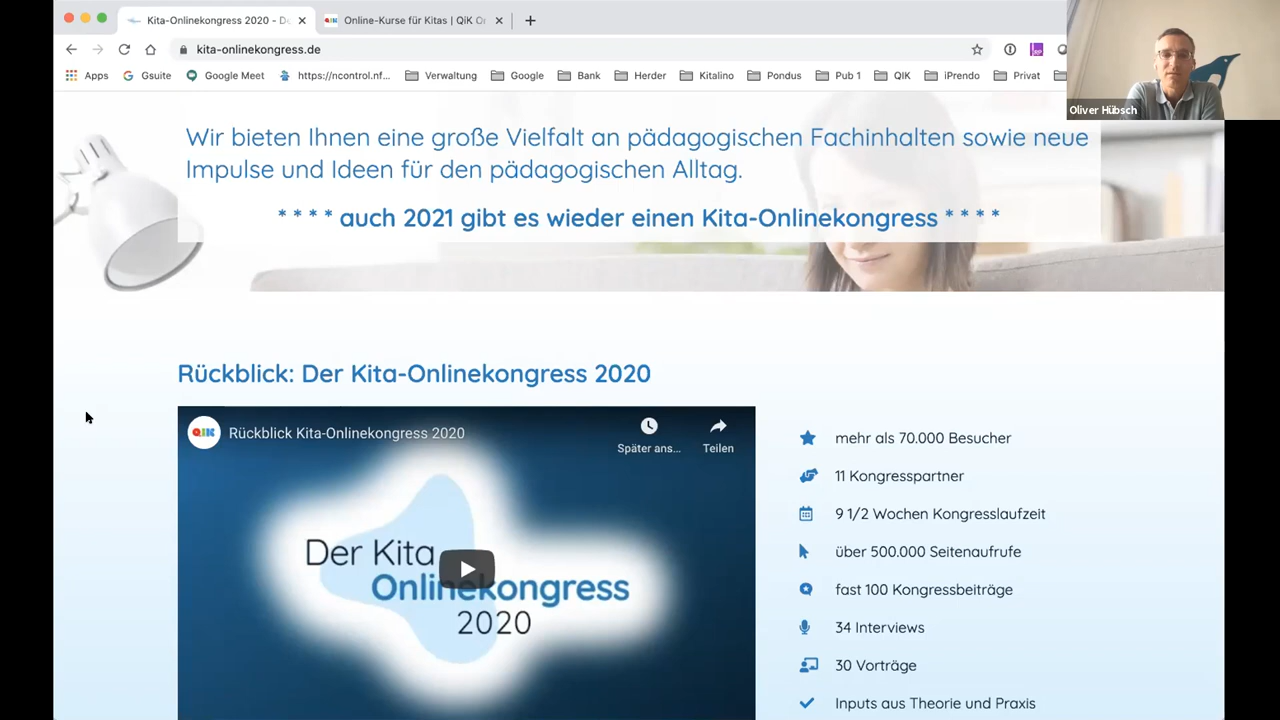 Kita-Onlinekongress 2020 - De
Online-Kurse für Kitas | QiK On
kita-onlinekongress.de
Apps
Gsuite
Google Meet
https://ncontrol.nf...
Verwaltung
Google
Bank
Herder
Kitalino
Pondus
Pub 1
QIK
iPrendo
Privat
Oliver Hübsch
Wir bieten Ihnen eine große Vielfalt an pädagogischen Fachinhalten sowie neue
Impulse und Ideen für den pädagogischen Alltag.
* * * * auch 2021 gibt es wieder einen Kita-Onlinekongress * * * *
Rückblick: Der Kita-Onlinekongress 2020
QIK
Rückblick Kita-Onlinekongress 2020
Später ans...
Teilen
Der Kita
Onlinekongress
2020
mehr als 70.000 Besucher
11 Kongresspartner
9 1/2 Wochen Kongresslaufzeit
über 500.000 Seitenaufrufe
fast 100 Kongressbeiträge
34 Interviews
30 Vorträge
Inputs aus Theorie und Praxis